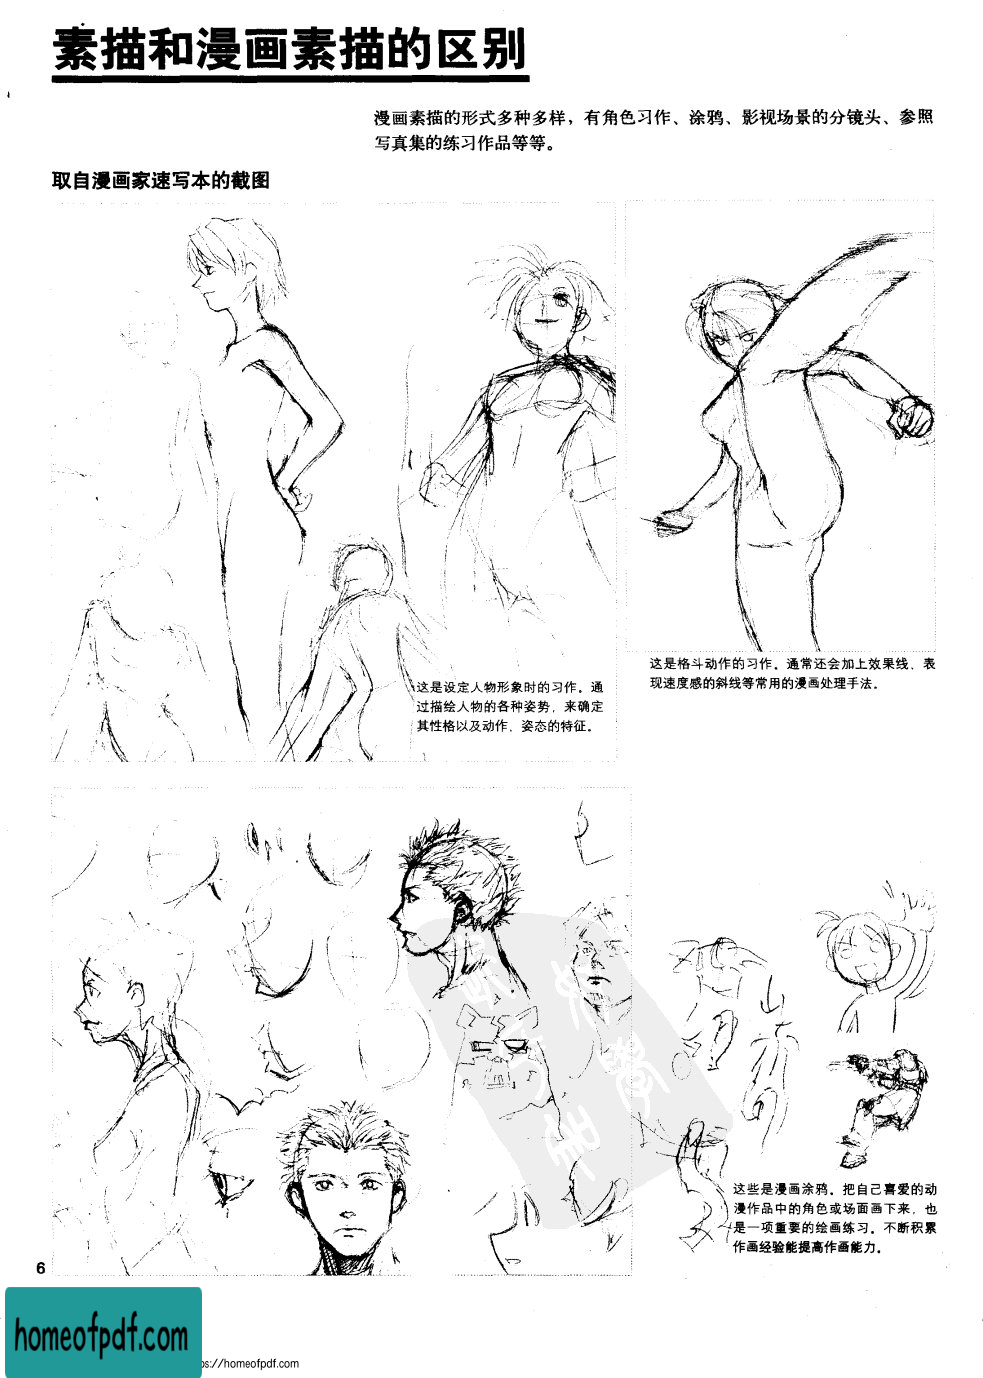 素描和漫画素描的区别
漫画素描的形式多种多样，有角色习作、涂鸦、影视场景的分镜头、参照
写真集的练习作品等等。
取自漫画家速写本的截图
这是格斗动作的习作。通常还会加上效果线、表
现速度感的斜线等常用的漫画处理手法。
这是设定人物形象时的习作。通
过描绘人物的各种姿势，来确定
其性格以及动作、姿态的特征。
这些是漫画涂鸦。把自己喜爱的动
漫作品中的角色或场面画下来，也
是一项重要的绘画练习。不断积累
作画经验能提高作画能力。
6
homeofpdf.com
ps://homeofpdf.com